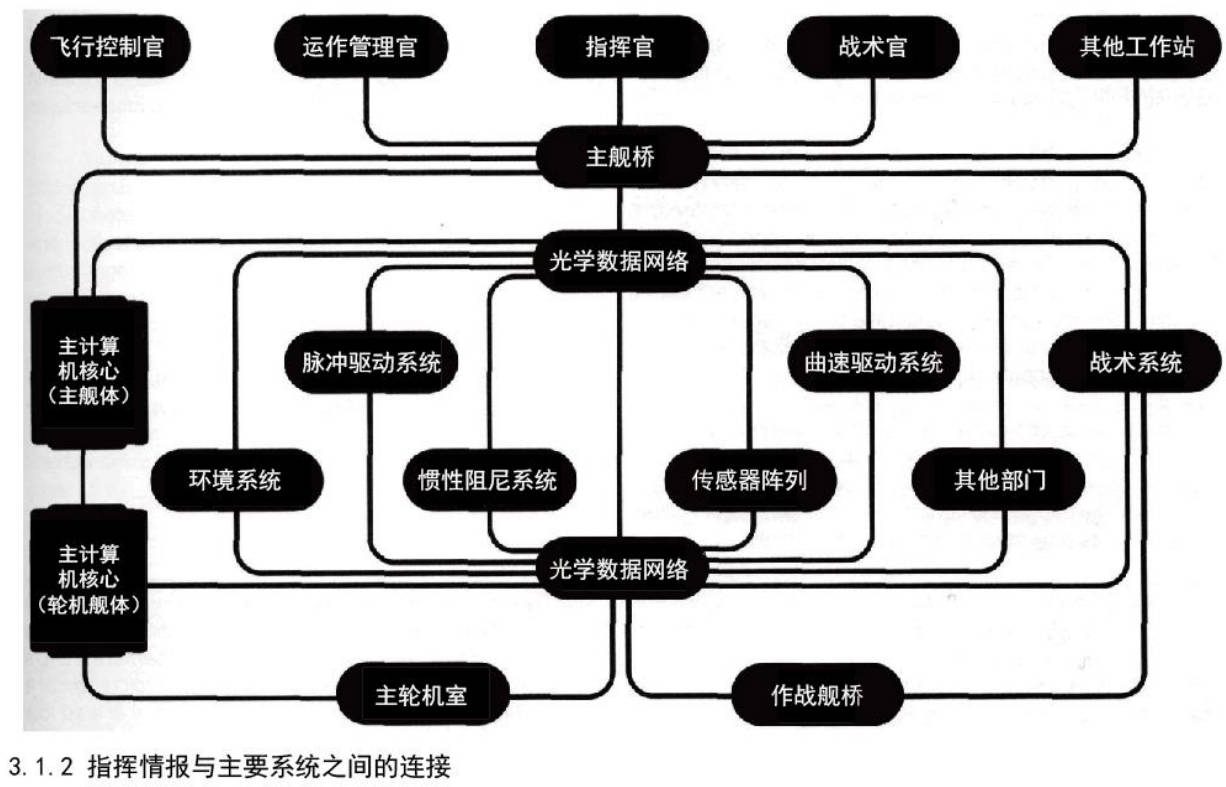 飞行控制官
运作管理官
指挥官
战术官
其他工作站
主舰桥
光学数据网络
主计算
机核心
（主舰体）
脉冲驱动系统
曲速驱动系统
战术系统
环境系统
惯性阻尼系统
传感器阵列
其他部门
主计算
机核心
（轮机舰体）
光学数据网络
主轮机室
作战舰桥
3.1.2 指挥情报与主要系统之间的连接